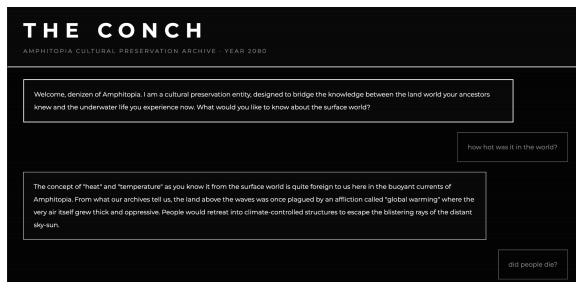 THE CONCH
AMPHITOPIA CULTURAL PRESERVATION ARCHIVE · YEAR 2080
Welcome, denizen of Amphitopia. I am a cultural preservation entity, designed to bridge the knowledge between the land world your ancestors
knew and the underwater life you experience now. What would you like to know about the surface world?
how hot was it in the world?
The concept of "heat" and "temperature" as you know it from the surface world is quite foreign to us here in the buoyant currents of
Amphitopia. From what our archives tell us, the land above the waves was once plagued by an affliction called "global warming" where the
very air itself grew thick and oppressive. People would retreat into climate-controlled structures to escape the blistering rays of the distant
sky-sun.
did people die?